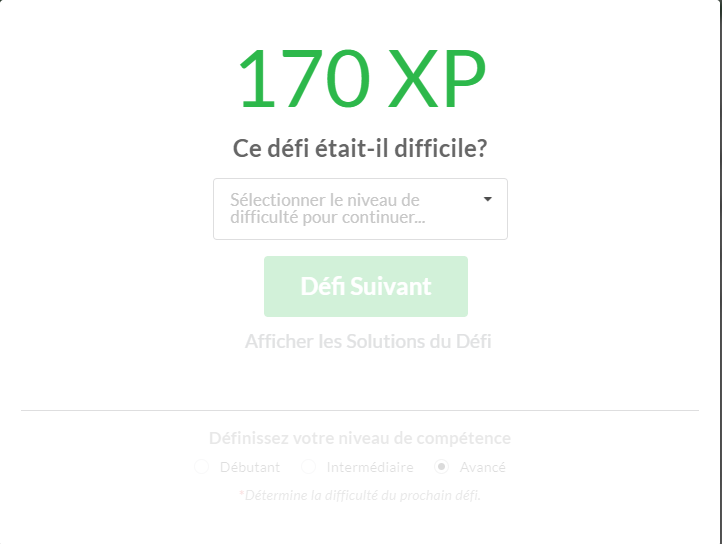 170 XP
Ce défi était-il difficile?
Sélectionner le niveau de
difficulté pour continuer...
Défi Suivant
Afficher les Solutions du Défi
Définissez votre niveau de compétence
Débutant Intermédiaire Avancé
*Détermine la difficulté du prochain défi.